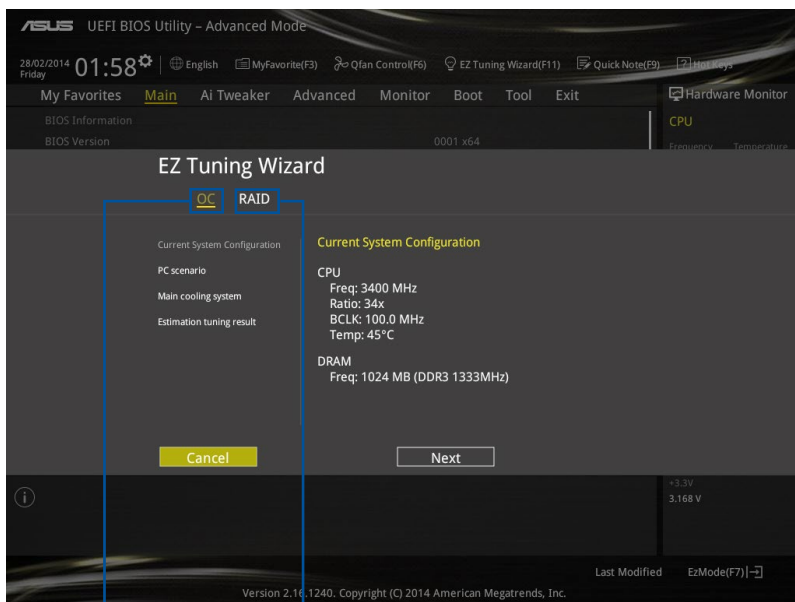 ASUS UEFI BIOS Utility – Advanced Mode
28/02/2014 Friday 01:58 English MyFavorite(F3) Qfan Control(F6) EZ Tuning Wizard(F11) Quick Note(F9) ? Hot Keys
My Favorites Main Ai Tweaker Advanced Monitor Boot Tool Exit Hardware Monitor
BIOS Information
BIOS Version 0001 x64
CPU
Frequency Temperature
EZ Tuning Wizard
OC RAID
Current System Configuration
PC scenario
Main cooling system
Estimation tuning result
Current System Configuration
CPU
Freq: 3400 MHz
Ratio: 34x
BCLK: 100.0 MHz
Temp: 45°C
DRAM
Freq: 1024 MB (DDR3 1333MHz)
Cancel Next
+3.3V
3.168 V
Last Modified EzMode(F7)
Version 2.16.1240. Copyright (C) 2014 American Megatrends, Inc.